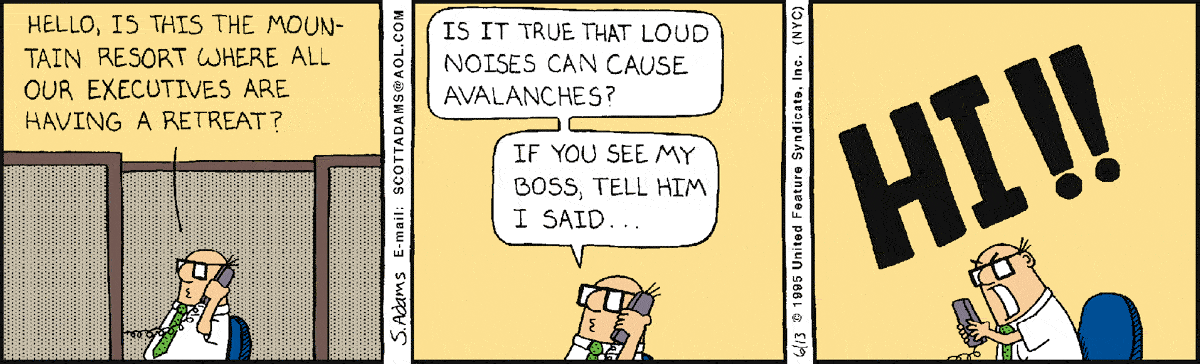 HELLO, IS THIS THE MOUN-
TAIN RESORT WHERE ALL
OUR EXECUTIVES ARE
HAVING A RETREAT?
S.Adams E-mail: SCOTTADAMS@AOL.COM
IS IT TRUE THAT LOUD
NOISES CAN CAUSE
AVALANCHES?
IF YOU SEE MY
BOSS, TELL HIM
I SAID...
6/13 © 1995 United Feature Syndicate, Inc. (NYC)
HI!!